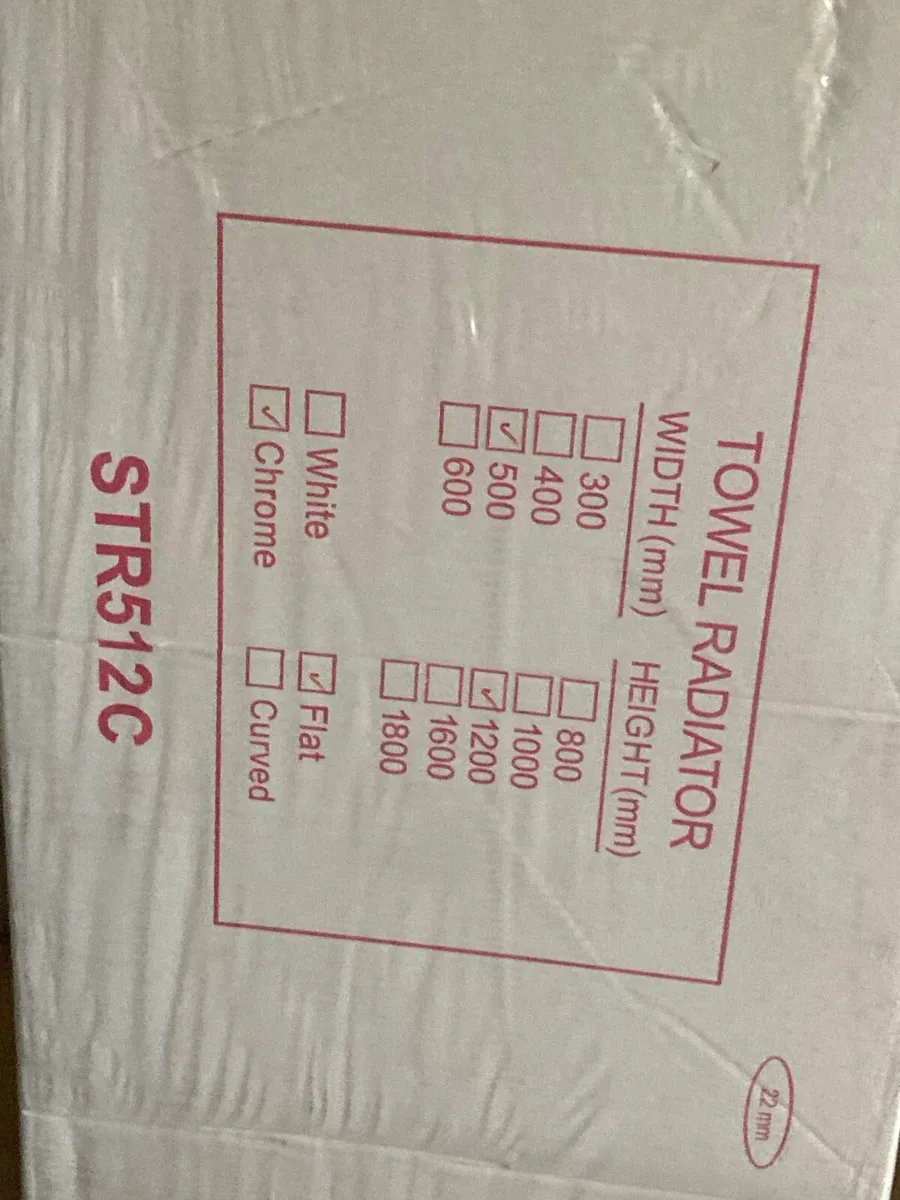 22 mm
TOWEL RADIATOR
WIDTH (mm) HEIGHT(mm)
☐ 300 ☐ 800
☐ 400 ☐ 1000
☑ 500 ☑ 1200
☐ 600 ☐ 1600
☐ 1800
☐ White ☑ Flat
☑ Chrome ☐ Curved
STR512C